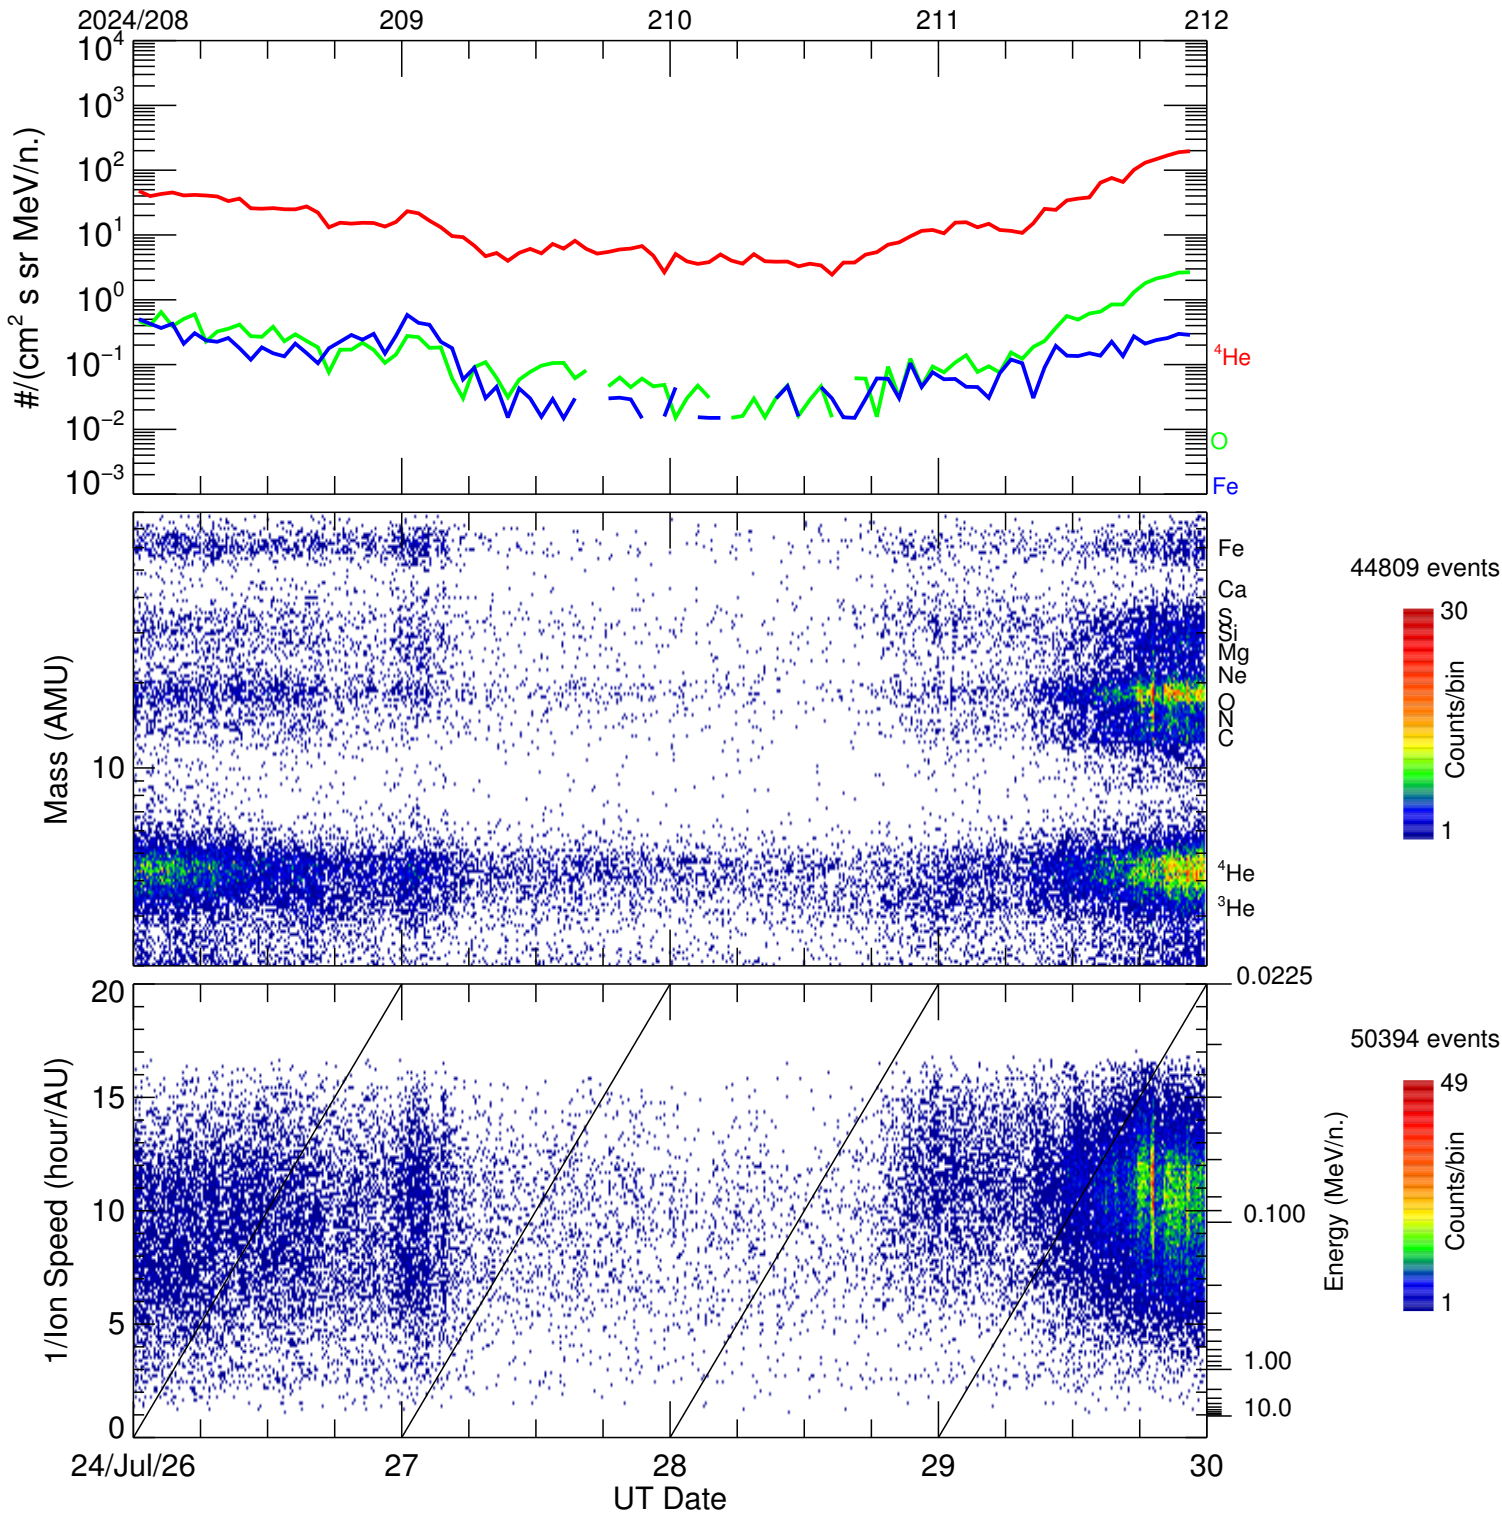 2024/208 209 210 211 212
10^4
10^3
10^2
10^1
10^0
10^−1
10^−2
10^−3
#/(cm^2 s sr MeV/n.)
^4He
O
Fe
Mass (AMU)
10
Fe
Ca
S
Si
Mg
Ne
O
N
C
^4He
^3He
44809 events
30
Counts/bin
1
1/Ion Speed (hour/AU)
20
15
10
5
0
0.0225
0.100
1.00
10.0
Energy (MeV/n.)
50394 events
49
Counts/bin
1
24/Jul/26 27 28 29 30
UT Date